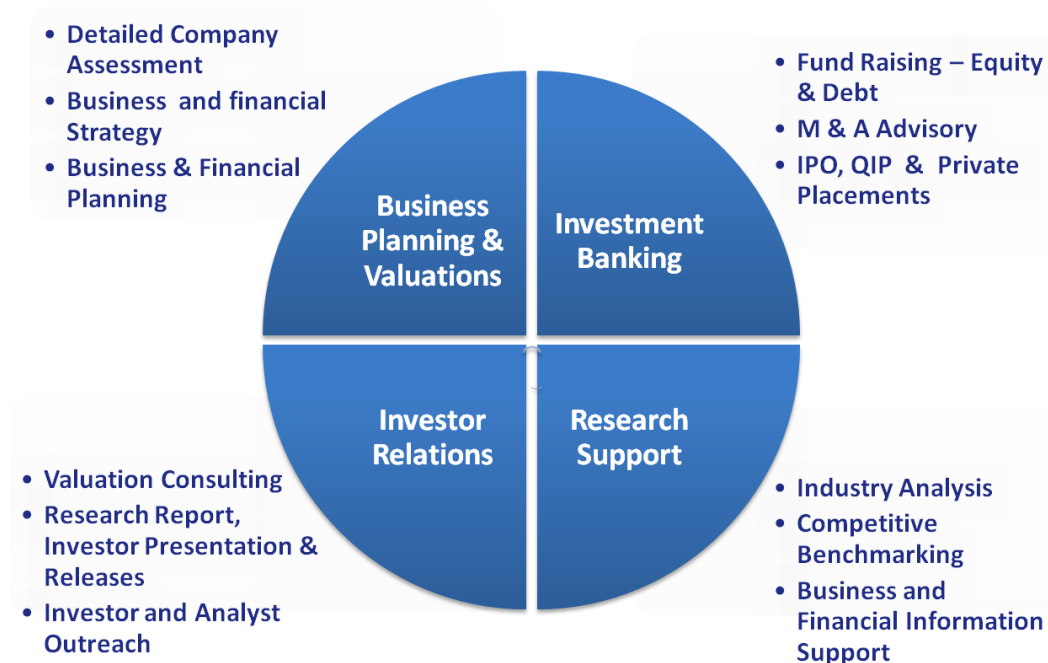 • Detailed Company
Assessment
• Business and financial
Strategy
• Business & Financial
Planning
• Fund Raising – Equity
& Debt
• M & A Advisory
• IPO, QIP & Private
Placements
Business
Planning &
Valuations
Investment
Banking
Investor
Relations
Research
Support
• Valuation Consulting
• Research Report,
Investor Presentation &
Releases
• Investor and Analyst
Outreach
• Industry Analysis
• Competitive
Benchmarking
• Business and
Financial Information
Support